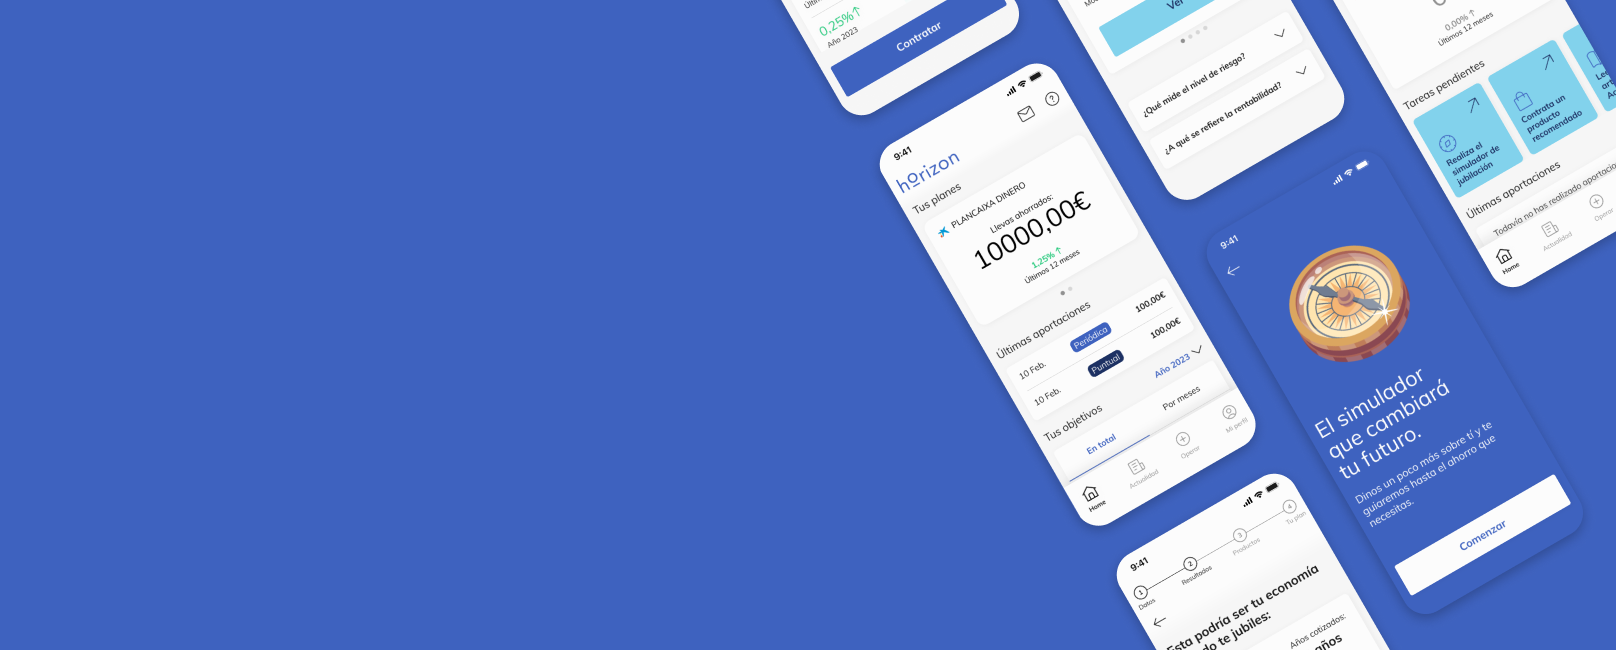 0,25%↑
Año 2023
Contratar
9:41
horizon
Tus planes
PLANCAIXA DINERO
Llevas ahorrados:
10000,00€
1,25% ↑
Últimos 12 meses
Últimas aportaciones
10 Feb.
Periódica
100,00€
10 Feb.
Puntual
100,00€
Tus objetivos
Año 2023
En total
Por meses
Home
Actualidad
Operar
Mi perfil
Ver
¿Qué mide el nivel de riesgo?
¿A qué se refiere la rentabilidad?
9:41
1
2
3
4
Datos
Resultados
Productos
Tu plan
Esta podría ser tu economía
do te jubiles:
Años cotizados:
años
9:41
El simulador
que cambiará
tu futuro.
Dinos un poco más sobre tí y te
guiaremos hasta el ahorro que
necesitas.
Comenzar
0,00% ↑
Últimos 12 meses
Tareas pendientes
Realiza el
simulador de
jubilación
Contrata un
producto
recomendado
Últimas aportaciones
Todavía no has realizado
Home
Actualidad
Operar